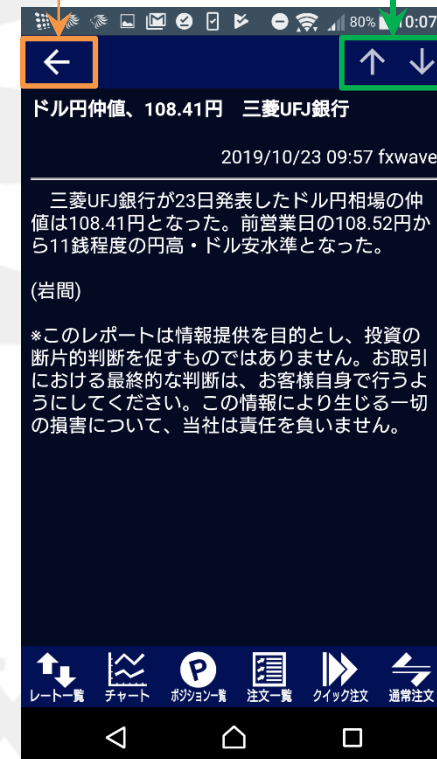 80% 10:07
ドル円仲値、108.41円　三菱UFJ銀行
2019/10/23 09:57 fxwave
三菱UFJ銀行が23日発表したドル円相場の仲
値は108.41円となった。前営業日の108.52円か
ら11銭程度の円高・ドル安水準となった。
(岩間)
※このレポートは情報提供を目的とし、投資の
断片的判断を促すものではありません。お取引
における最終的な判断は、お客様自身で行うよ
うにしてください。この情報により生じる一切
の損害について、当社は責任を負いません。
レート一覧 チャート ポジション一覧 注文一覧 クイック注文 通常注文